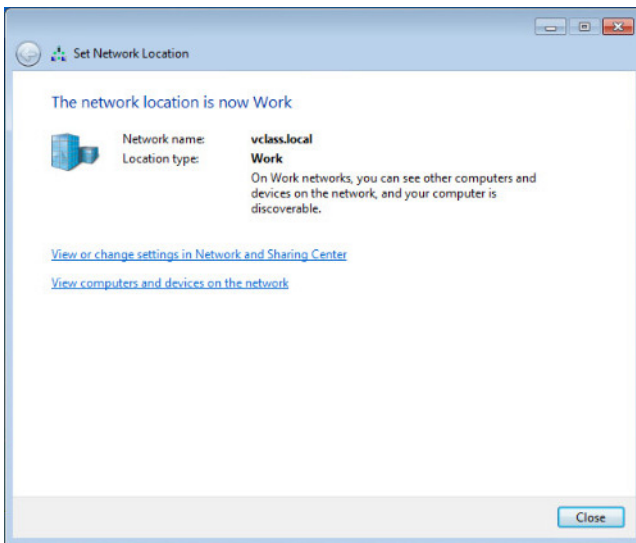 Set Network Location
The network location is now Work
Network name: vclass.local
Location type: Work
On Work networks, you can see other computers and
devices on the network, and your computer is
discoverable.
View or change settings in Network and Sharing Center
View computers and devices on the network
Close